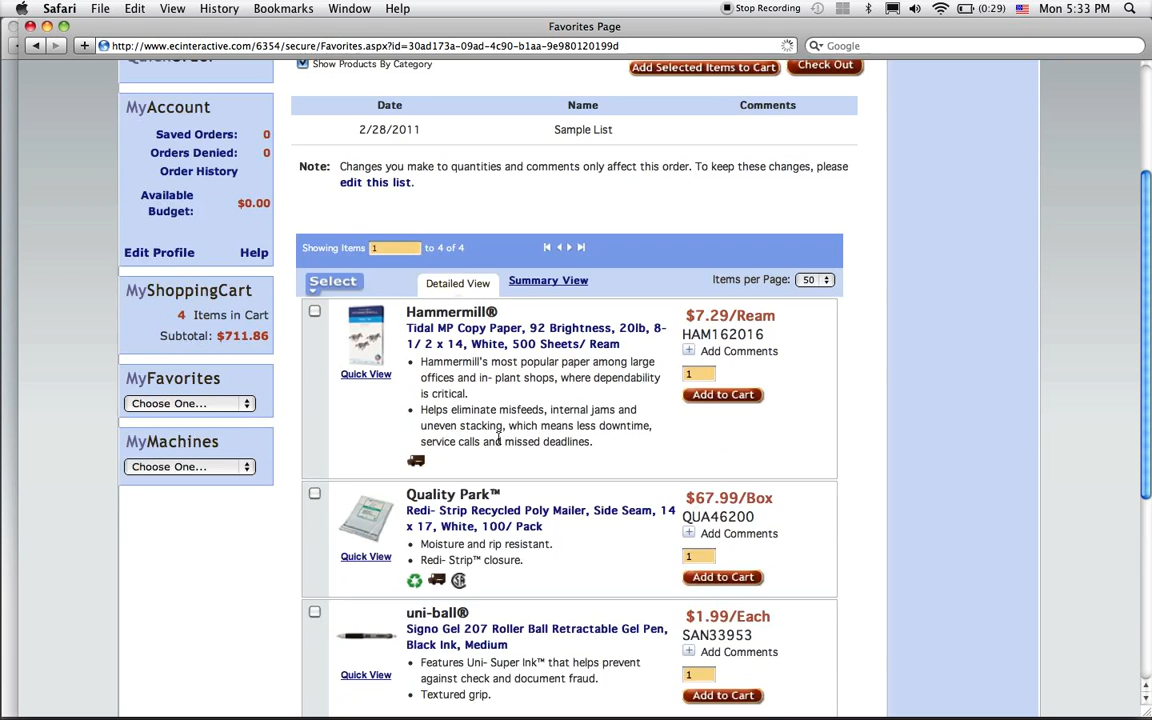 Safari File Edit View History Bookmarks Window Help Stop Recording (0:29) Mon 5:33 PM
Favorites Page
http://www.ecinteractive.com/6354/secure/Favorites.aspx?id=30ad173a-09ad-4c90-b1aa-9e980120199d Google
Show Products By Category Add Selected Items to Cart Check Out
MyAccount
Saved Orders: 0
Orders Denied: 0
Order History
Available Budget: $0.00
Edit Profile Help
MyShoppingCart
4 Items in Cart
Subtotal: $711.86
MyFavorites
Choose One...
MyMachines
Choose One...
Date Name Comments
2/28/2011 Sample List
Note: Changes you make to quantities and comments only affect this order. To keep these changes, please
edit this list.
Showing Items 1 to 4 of 4
Select Detailed View Summary View Items per Page: 50
Hammermill®
Tidal MP Copy Paper, 92 Brightness, 20lb, 8-
1/ 2 x 14, White, 500 Sheets/ Ream
• Hammermill's most popular paper among large
offices and in- plant shops, where dependability
is critical.
• Helps eliminate misfeeds, internal jams and
uneven stacking, which means less downtime,
service calls and missed deadlines.
Quick View
$7.29/Ream
HAM162016
Add Comments
1
Add to Cart
Quality Park™
Redi- Strip Recycled Poly Mailer, Side Seam, 14
x 17, White, 100/ Pack
• Moisture and rip resistant.
• Redi- Strip™ closure.
Quick View
$67.99/Box
QUA46200
Add Comments
1
Add to Cart
uni-ball®
Signo Gel 207 Roller Ball Retractable Gel Pen,
Black Ink, Medium
• Features Uni- Super Ink™ that helps prevent
against check and document fraud.
• Textured grip.
Quick View
$1.99/Each
SAN33953
Add Comments
1
Add to Cart